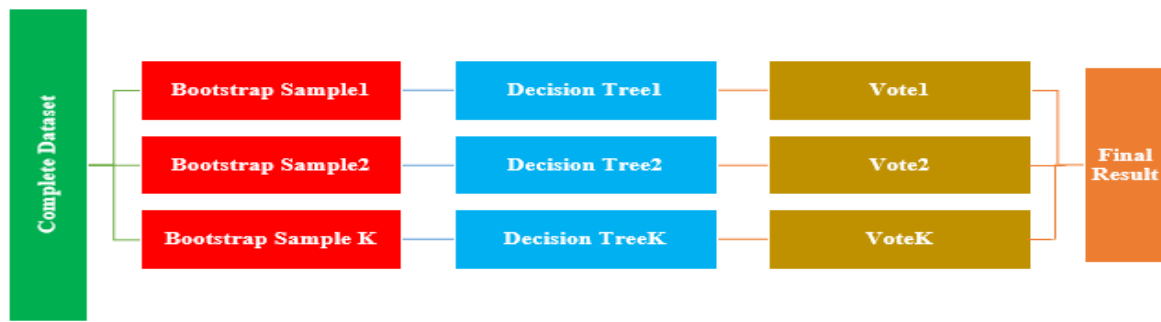 Complete Dataset
Bootstrap Sample1
Decision Tree1
Vote1
Bootstrap Sample2
Decision Tree2
Vote2
Bootstrap Sample K
Decision TreeK
VoteK
Final
Result